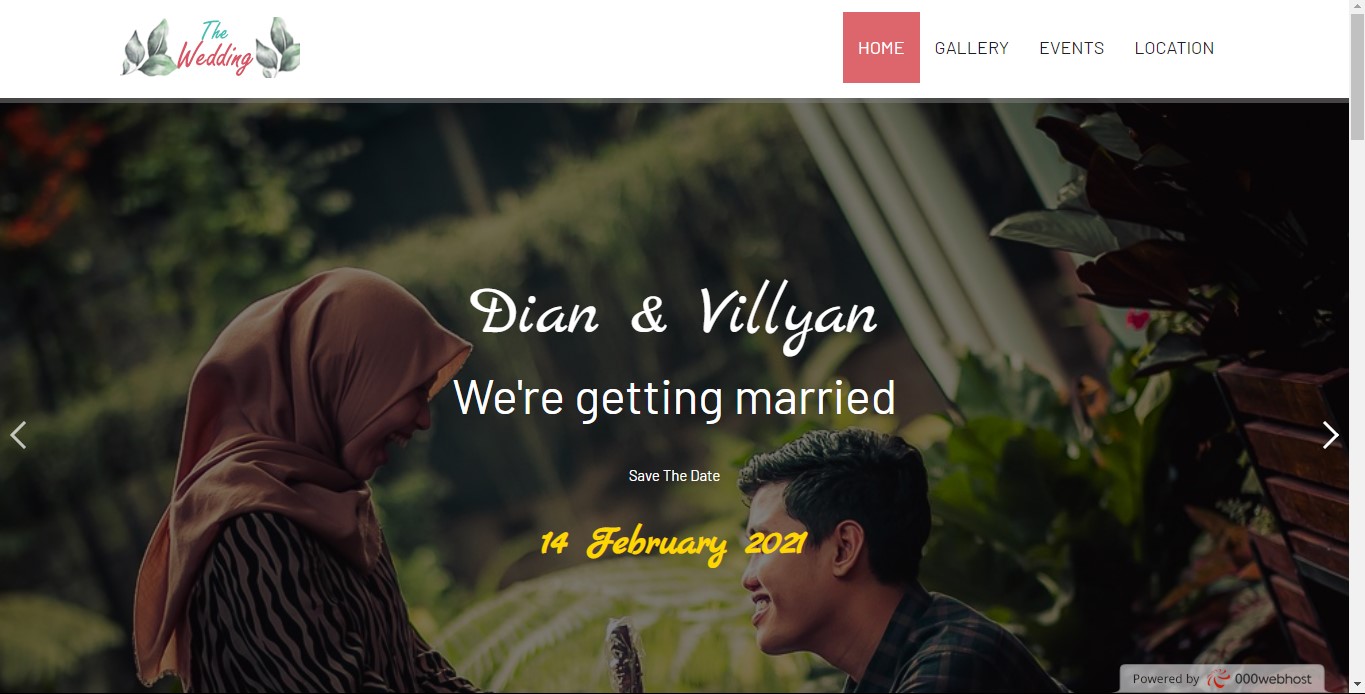 The
Wedding
HOME GALLERY EVENTS LOCATION
Dian & Villyan
We're getting married
Save The Date
14 February 2021
Powered by 000webhost